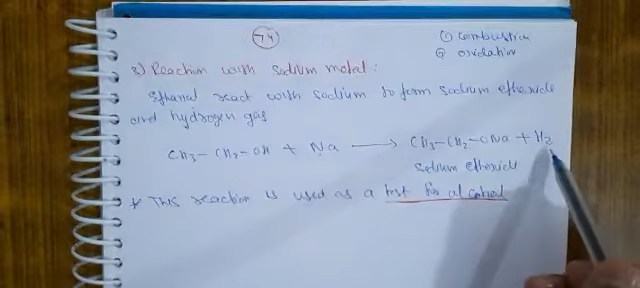 74
① Combustion
② oxidation
3) Reaction with sodium metal:
Ethanol react with sodium to form sodium ethoxide
and hydrogen gas
CH3-CH2-OH + Na ⟶ CH3-CH2-ONa + H2
Sodium ethoxide
* This reaction is used as a test for alcohol